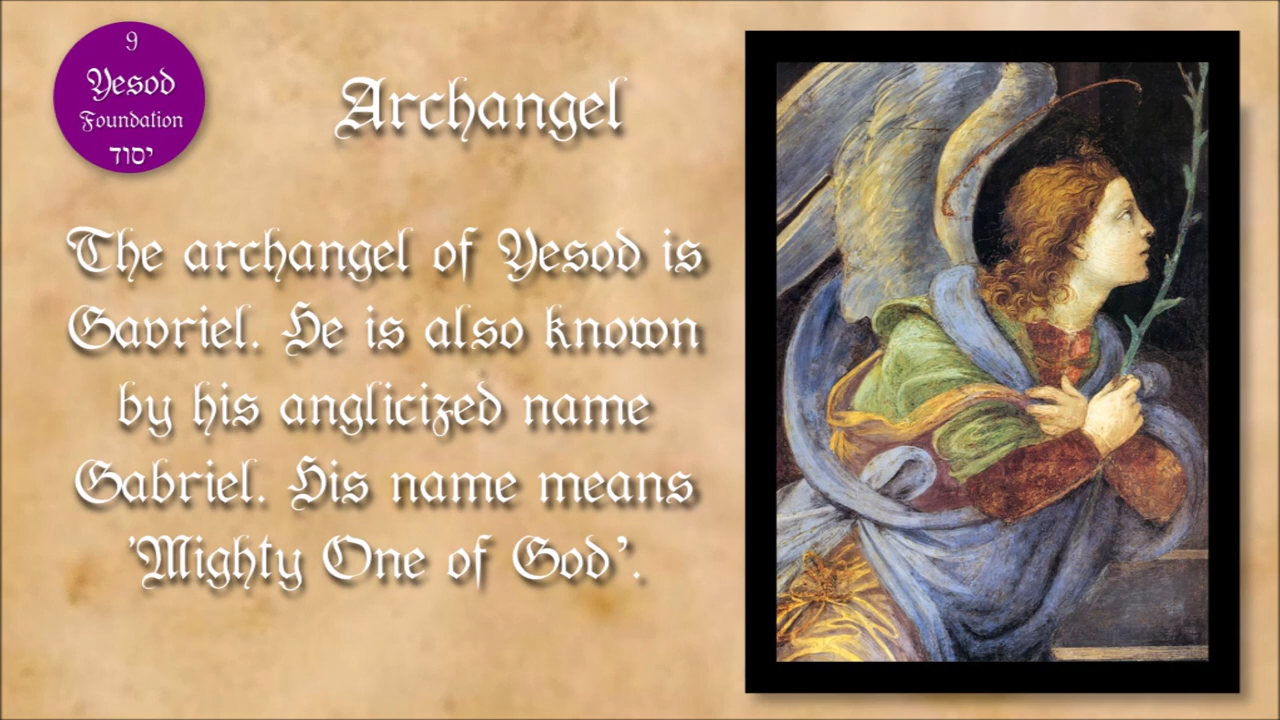 9
Yesod
Foundation
יסוד
Archangel
The archangel of Yesod is
Gavriel. He is also known
by his anglicized name
Gabriel. His name means
'Mighty One of God'.